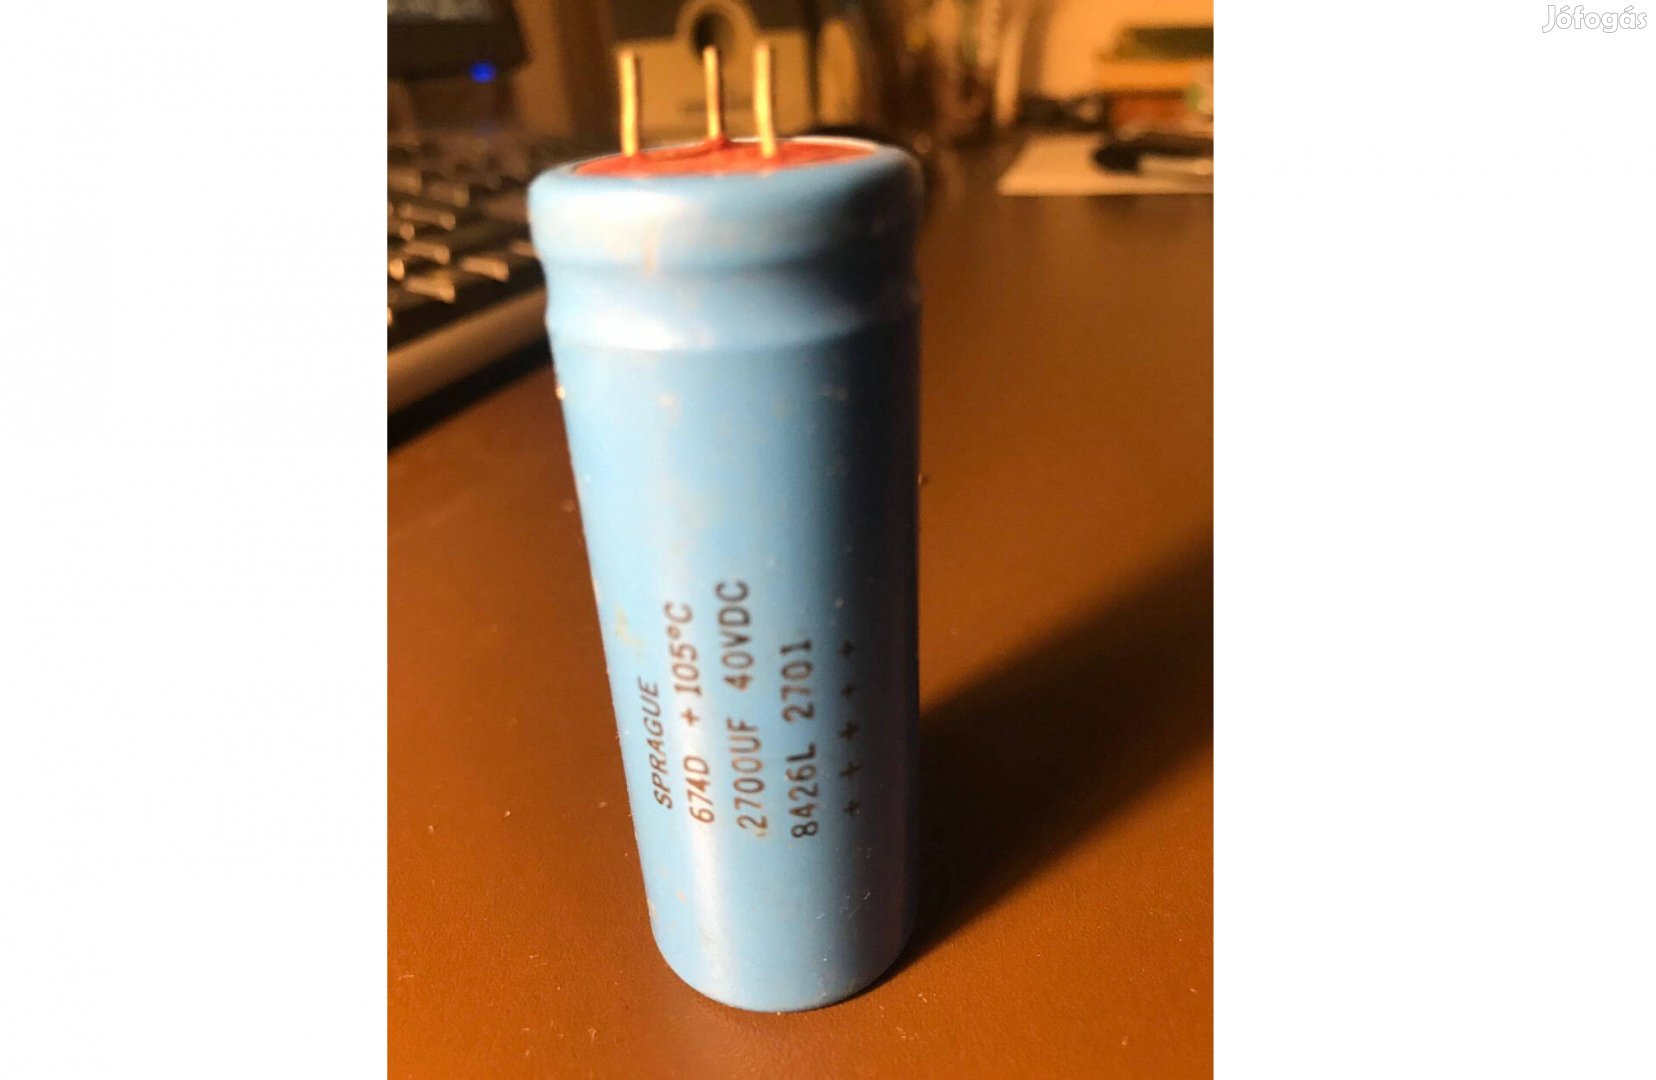 Jófogás
SPRAGUE
674D + 105°C
2700UF 40VDC
8426L 2701
+ + + + +